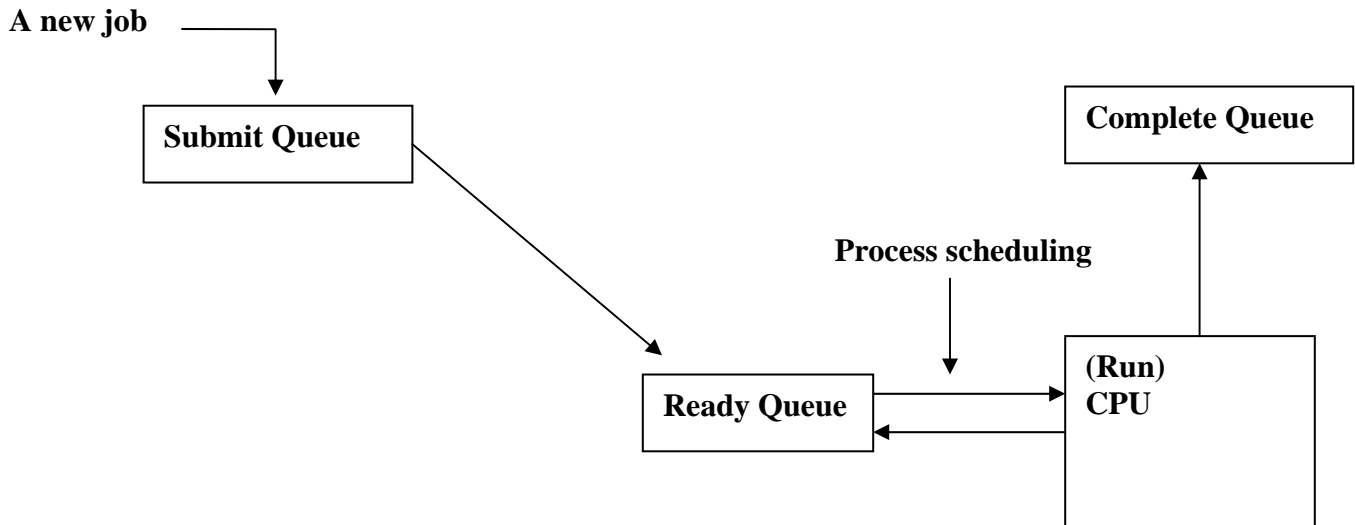 A new job
Submit Queue
Complete Queue
Process scheduling
Ready Queue
(Run)
CPU